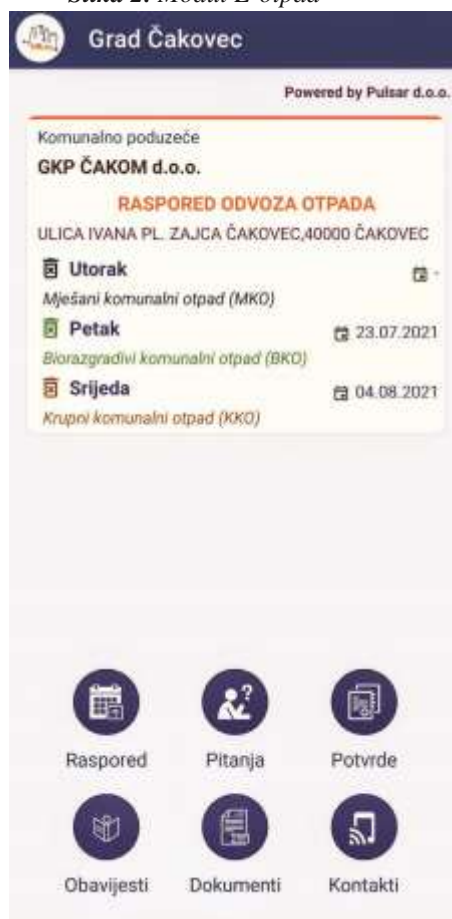 Slika 2. Modul E-otpad
Grad Čakovec
Powered by Pulsar d.o.o.
Komunalno poduzeće
GKP ČAKOM d.o.o.
RASPORED ODVOZA OTPADA
ULICA IVANA PL. ZAJCA ČAKOVEC,40000 ČAKOVEC
Utorak -
Mješani komunalni otpad (MKO)
Petak 23.07.2021
Biorazgradivi komunalni otpad (BKO)
Srijeda 04.08.2021
Krupni komunalni otpad (KKO)
Raspored Pitanja Potvrde
Obavijesti Dokumenti Kontakti